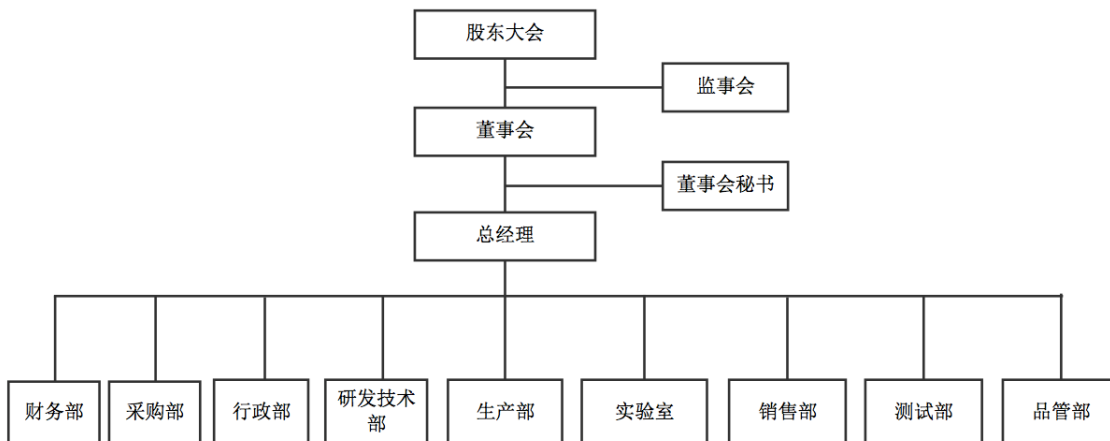 股东大会
监事会
董事会
董事会秘书
总经理
财务部
采购部
行政部
研发技术
部
生产部
实验室
销售部
测试部
品管部